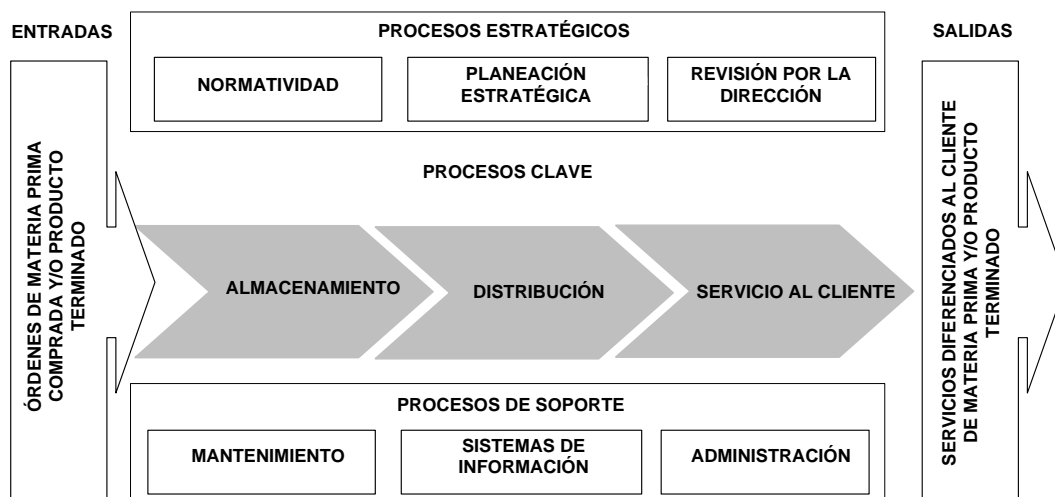 ENTRADAS
PROCESOS ESTRATÉGICOS
SALIDAS
NORMATIVIDAD
PLANEACIÓN
ESTRATÉGICA
REVISIÓN POR LA
DIRECCIÓN
ÓRDENES DE MATERIA PRIMA
COMPRADA Y/O PRODUCTO
TERMINADO
PROCESOS CLAVE
ALMACENAMIENTO
DISTRIBUCIÓN
SERVICIO AL CLIENTE
SERVICIOS DIFERENCIADOS AL CLIENTE
DE MATERIA PRIMA Y/O PRODUCTO
TERMINADO
PROCESOS DE SOPORTE
MANTENIMIENTO
SISTEMAS DE
INFORMACIÓN
ADMINISTRACIÓN